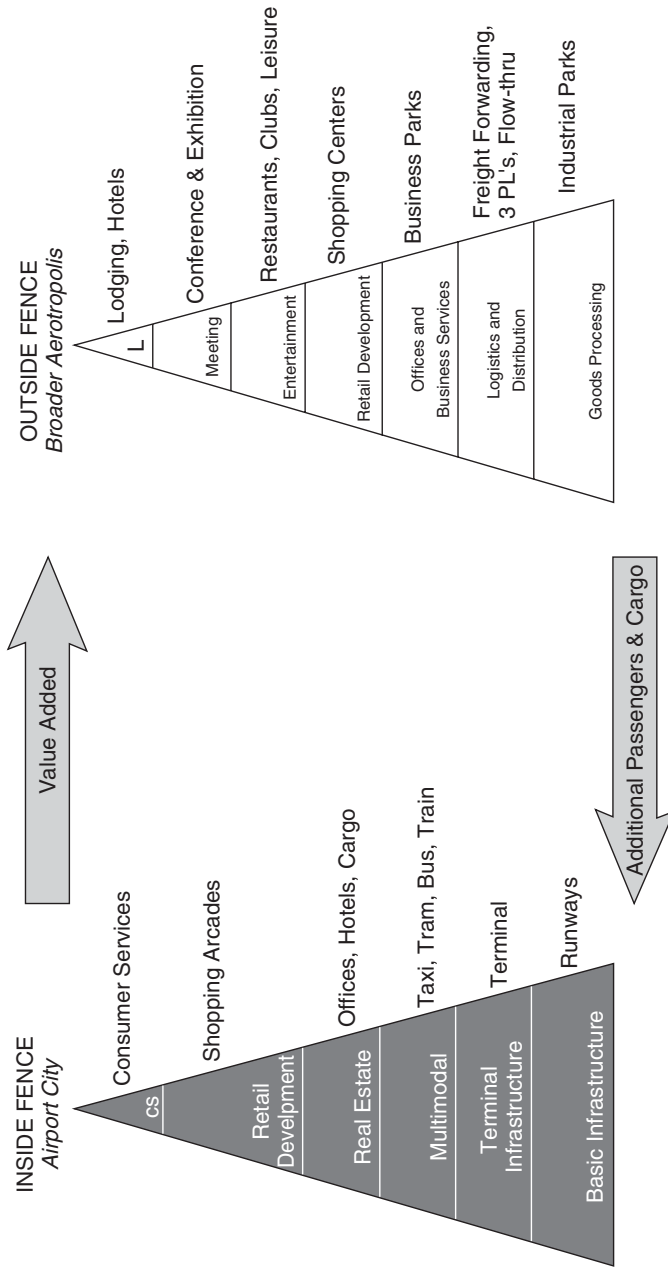 INSIDE FENCE
Airport City
cs
Consumer Services
Retail
Develpment
Shopping Arcades
Real Estate
Offices, Hotels, Cargo
Multimodal
Taxi, Tram, Bus, Train
Terminal
Infrastructure
Terminal
Basic Infrastructure
Runways
Value Added
Additional Passengers & Cargo
OUTSIDE FENCE
Broader Aerotropolis
L
Lodging, Hotels
Meeting
Conference & Exhibition
Entertainment
Restaurants, Clubs, Leisure
Retail Development
Shopping Centers
Offices and
Business Services
Business Parks
Logistics and
Distribution
Freight Forwarding,
3 PL's, Flow-thru
Goods Processing
Industrial Parks